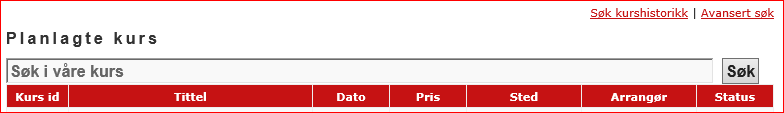 Søk kurshistorikk | Avansert søk
Planlagte kurs
Søk i våre kurs Søk
Kurs id Tittel Dato Pris Sted Arrangør Status